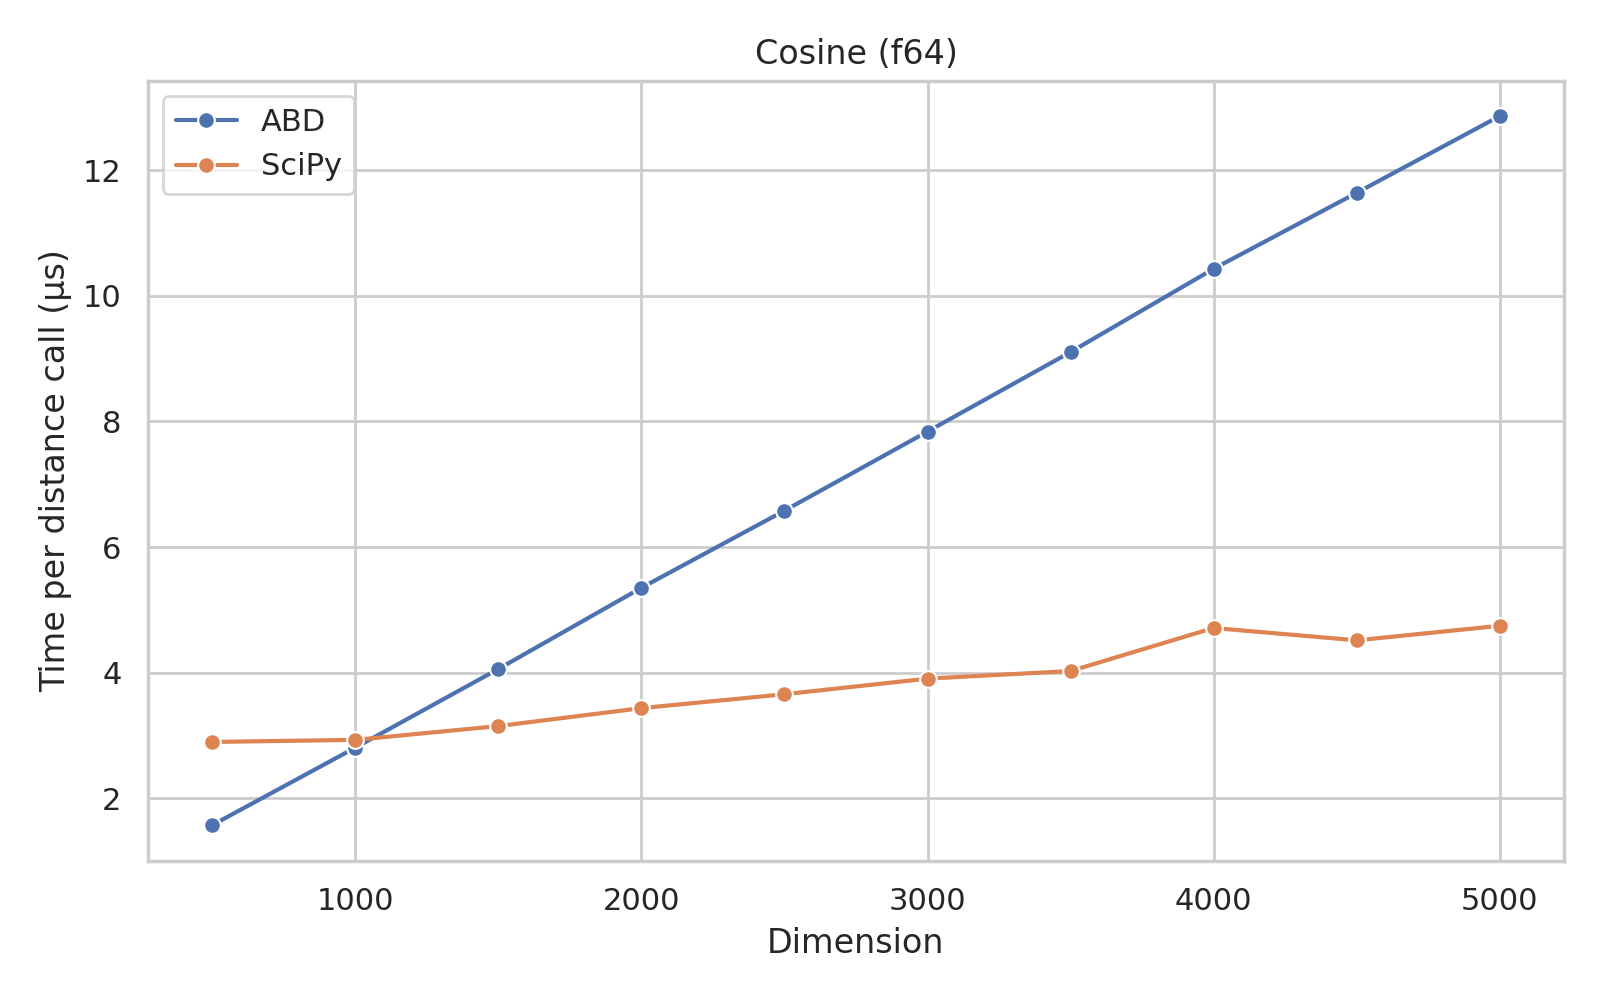 Cosine (f64)
ABD
SciPy
Time per distance call (µs)
12
10
8
6
4
2
1000 2000 3000 4000 5000
Dimension